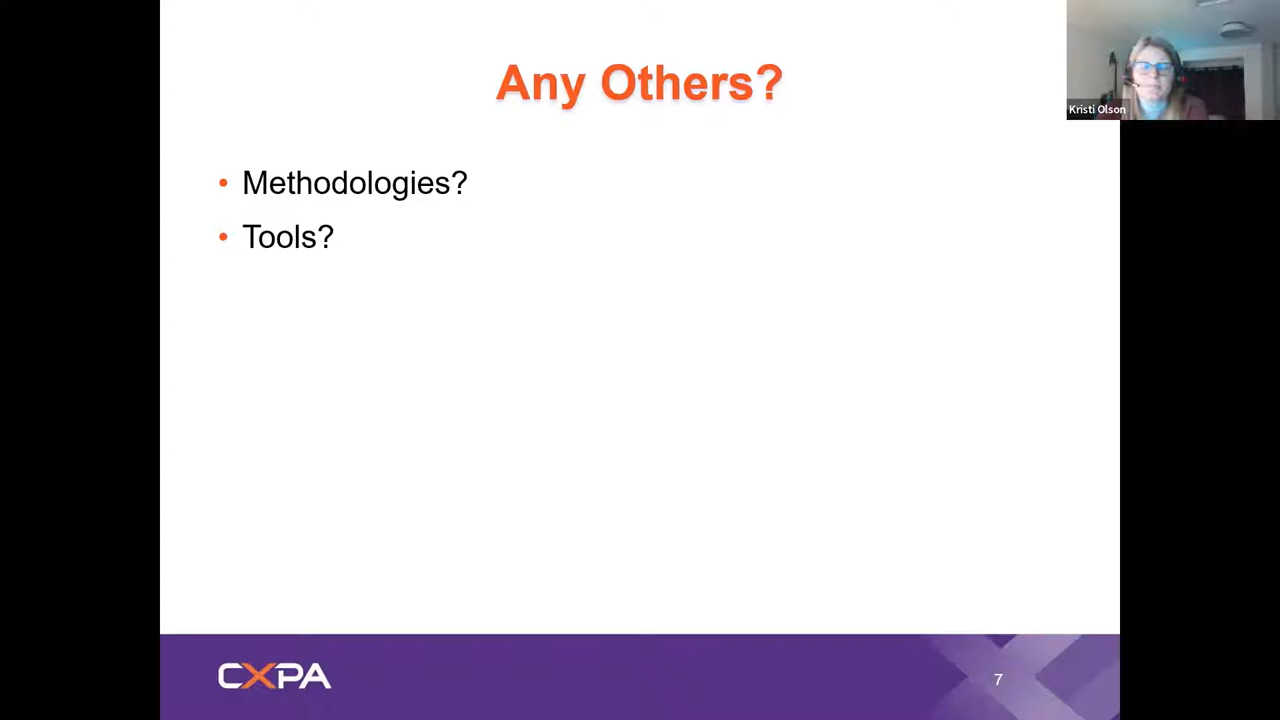 Any Others?
Kristi Olson
• Methodologies?
• Tools?
CXPA
7